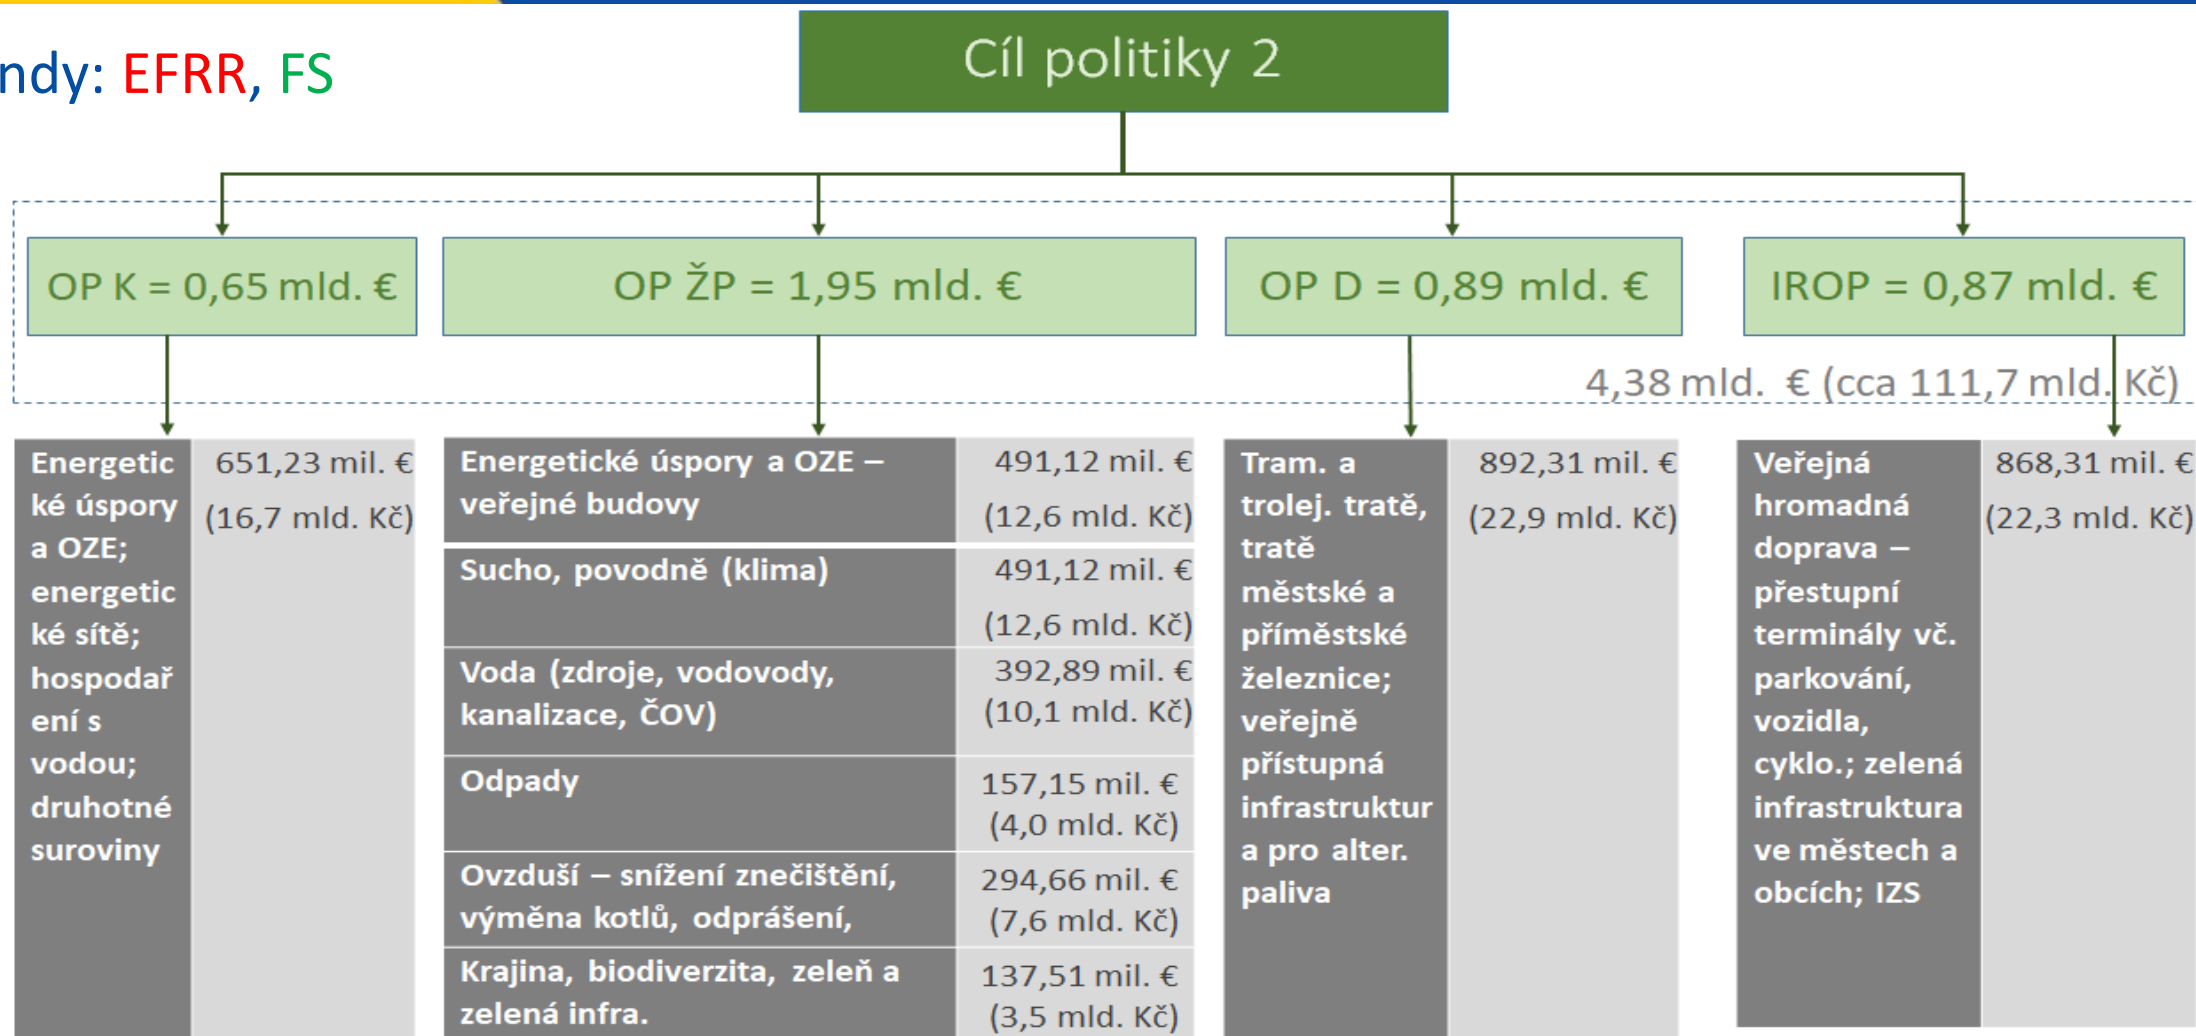 ndy: EFRR, FS
Cíl politiky 2
OP K = 0,65 mld. €
OP ŽP = 1,95 mld. €
OP D = 0,89 mld. €
IROP = 0,87 mld. €
4,38 mld. € (cca 111,7 mld. Kč)
Energetic
ké úspory
a OZE;
energetic
ké sítě;
hospodař
ení s
vodou;
druhotné
suroviny
651,23 mil. €
(16,7 mld. Kč)
Energetické úspory a OZE –
veřejné budovy
491,12 mil. €
(12,6 mld. Kč)
Sucho, povodně (klima)
491,12 mil. €
(12,6 mld. Kč)
Voda (zdroje, vodovody,
kanalizace, ČOV)
392,89 mil. €
(10,1 mld. Kč)
Odpady
157,15 mil. €
(4,0 mld. Kč)
Ovzduší – snížení znečištění,
výměna kotlů, odprášení,
294,66 mil. €
(7,6 mld. Kč)
Krajina, biodiverzita, zeleň a
zelená infra.
137,51 mil. €
(3,5 mld. Kč)
Tram. a
trolej. tratě,
tratě
městské a
příměstské
železnice;
veřejně
přístupná
infrastruktur
a pro alter.
paliva
892,31 mil. €
(22,9 mld. Kč)
Veřejná
hromadná
doprava –
přestupní
terminály vč.
parkování,
vozidla,
cyklo.; zelená
infrastruktura
ve městech a
obcích; IZS
868,31 mil. €
(22,3 mld. Kč)